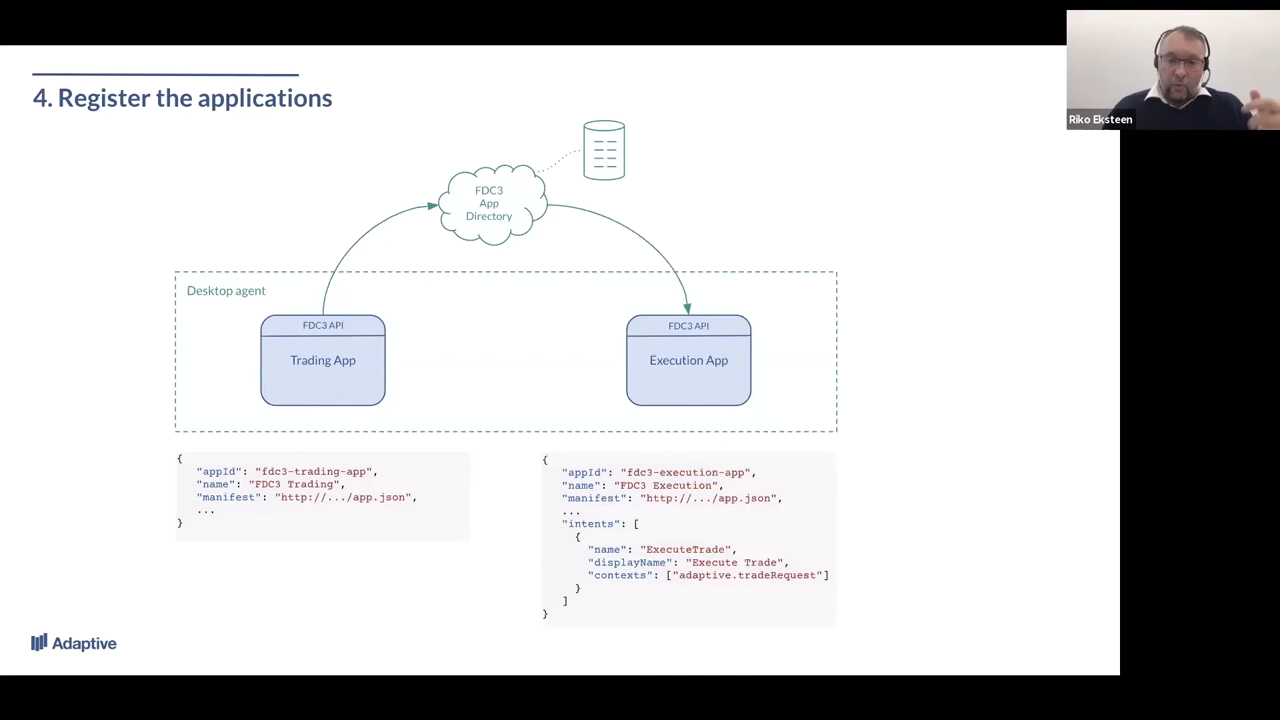 4. Register the applications
Riko Eksteen
FDC3
App
Directory
Desktop agent
FDC3 API
Trading App
FDC3 API
Execution App
{
"appId": "fdc3-trading-app",
"name": "FDC3 Trading",
"manifest": "http://.../app.json",
...
}
{
"appId": "fdc3-execution-app",
"name": "FDC3 Execution",
"manifest": "http://.../app.json",
...
"intents": [
{
"name": "ExecuteTrade",
"displayName": "Execute Trade",
"contexts": ["adaptive.tradeRequest"]
}
]
}
Adaptive